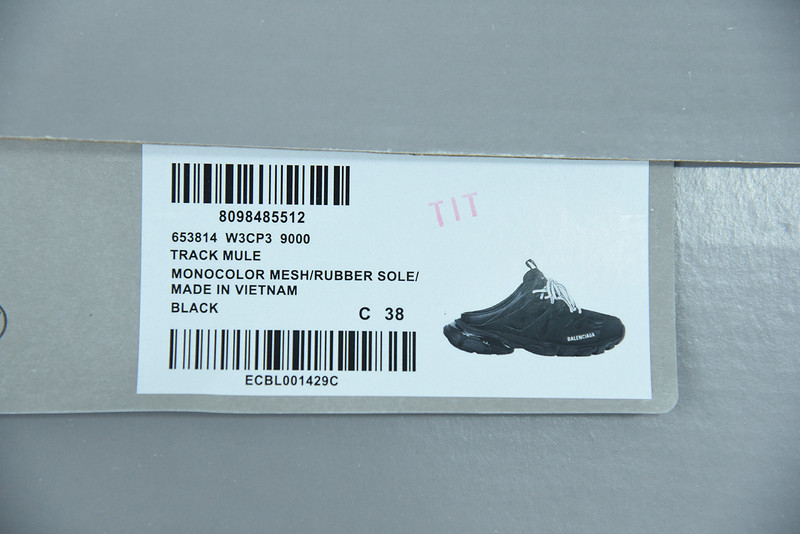 8098485512
TIT
653814 W3CP3 9000
TRACK MULE
MONOCOLOR MESH/RUBBER SOLE/
MADE IN VIETNAM
BLACK
C 38
BALENCIAGA
ECBL001429C